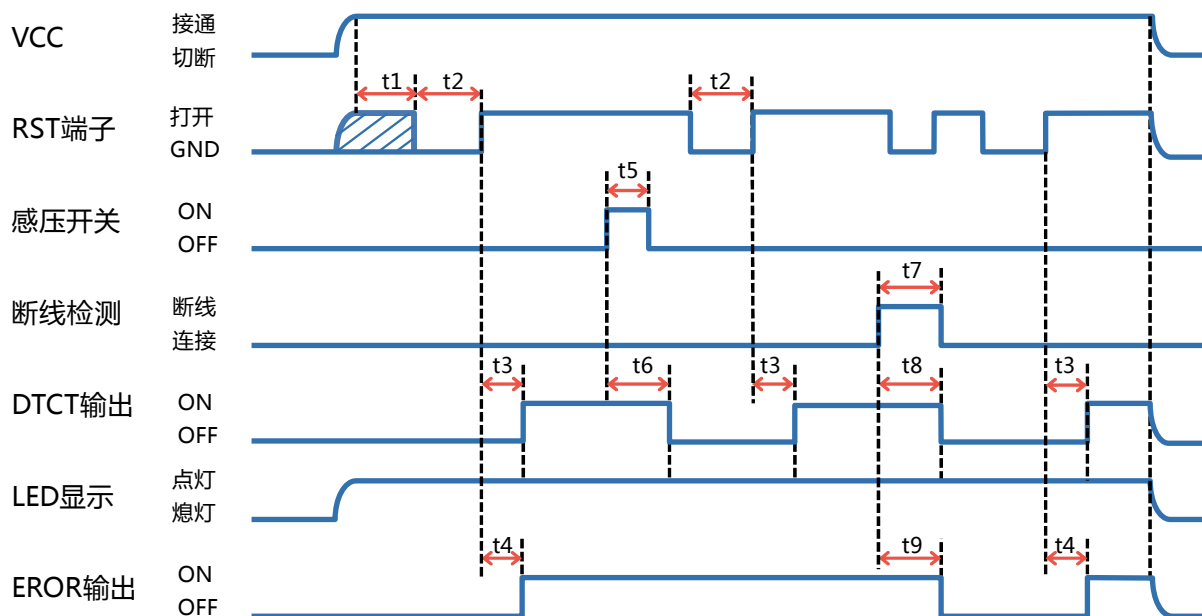 VCC 接通
切断
t1 t2 t2
RST端子 打开
GND
t5
感压开关 ON
OFF
t7
断线检测 断线
连接
t3 t6 t3 t8 t3
DTCT输出 ON
OFF
LED显示 点灯
熄灯
t4 t9 t4
EROR输出 ON
OFF